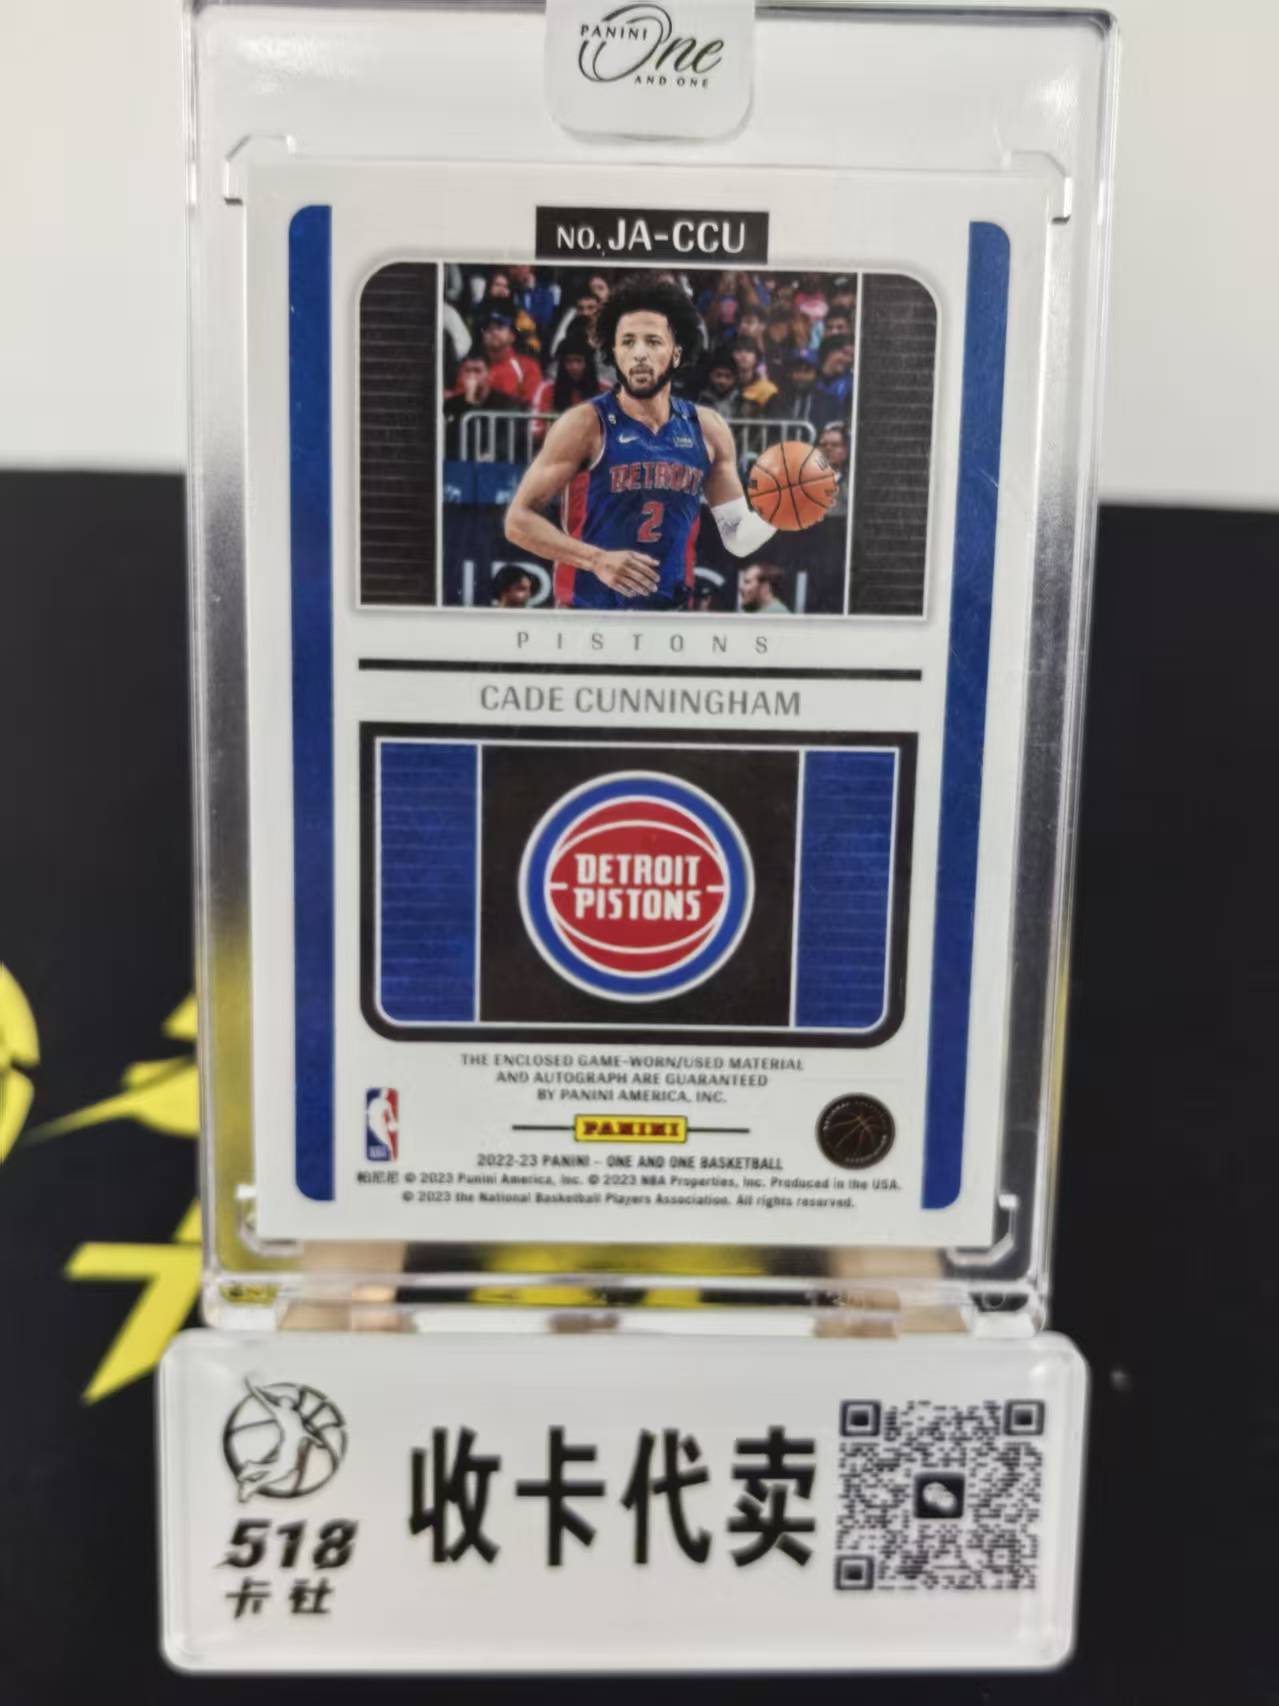 PANINI
One
AND ONE
NO. JA-CCU
DETROIT
2
PISTONS
CADE CUNNINGHAM
DETROIT
PISTONS
THE ENCLOSED GAME-WORN/USED MATERIAL
AND AUTOGRAPH ARE GUARANTEED
BY PANINI AMERICA, INC.
PANINI
2022-23 PANINI - ONE AND ONE BASKETBALL
帕尼尼 © 2023 Panini America, Inc. © 2023 NBA Properties, Inc. Produced in the USA.
© 2023 the National Basketball Players Association. All rights reserved.
518
卡社
收卡代卖